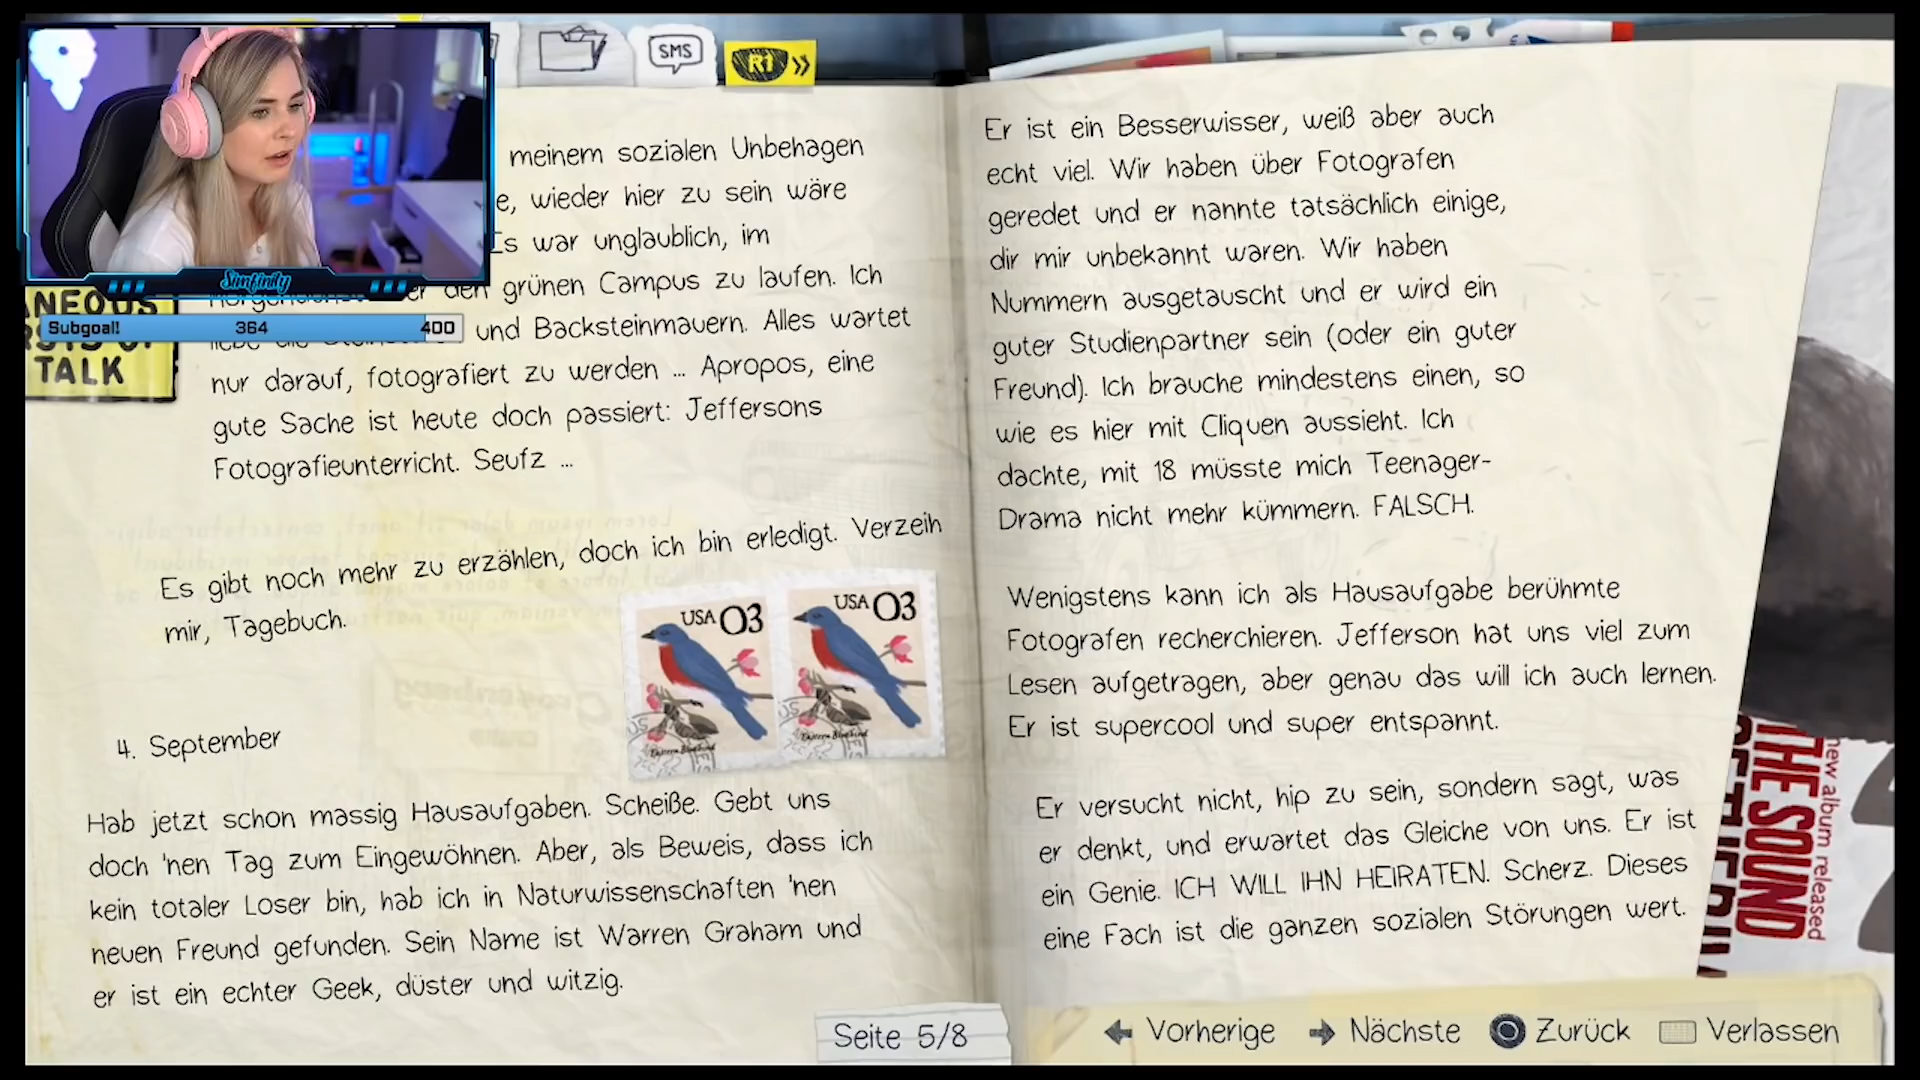 SMS
R1 »
meinem sozialen Unbehagen
e, wieder hier zu sein wäre
Es war unglaublich, im
den grünen Campus zu laufen. Ich
und Backsteinmauern. Alles wartet
nur darauf, fotografiert zu werden ... Apropos, eine
gute Sache ist heute doch passiert: Jeffersons
Fotografieunterricht. Seufz ...
Es gibt noch mehr zu erzählen, doch ich bin erledigt. Verzeih
mir, Tagebuch.
4. September
Hab jetzt schon massig Hausaufgaben. Scheiße. Gebt uns
doch 'nen Tag zum Eingewöhnen. Aber, als Beweis, dass ich
kein totaler Loser bin, hab ich in Naturwissenschaften 'nen
neuen Freund gefunden. Sein Name ist Warren Graham und
er ist ein echter Geek, düster und witzig.
Simfinity
ANEOUS
TALK
Subgoal! 364 400
USA 03
USA 03
Er ist ein Besserwisser, weiß aber auch
echt viel. Wir haben über Fotografen
geredet und er nannte tatsächlich einige,
dir mir unbekannt waren. Wir haben
Nummern ausgetauscht und er wird ein
guter Studienpartner sein (oder ein guter
Freund). Ich brauche mindestens einen, so
wie es hier mit Cliquen aussieht. Ich
dachte, mit 18 müsste mich Teenager-
Drama nicht mehr kümmern. FALSCH.
Wenigstens kann ich als Hausaufgabe berühmte
Fotografen recherchieren. Jefferson hat uns viel zum
Lesen aufgetragen, aber genau das will ich auch lernen.
Er ist supercool und super entspannt.
Er versucht nicht, hip zu sein, sondern sagt, was
er denkt, und erwartet das Gleiche von uns. Er ist
ein Genie. ICH WILL IHN HEIRATEN. Scherz. Dieses
eine Fach ist die ganzen sozialen Störungen wert.
new album released
THE SOUND
Seite 5/8
Vorherige Nächste Zurück Verlassen